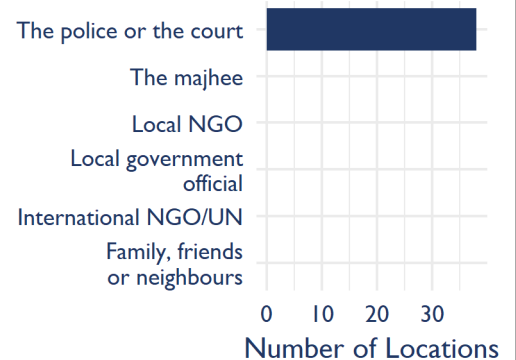 The police or the court
The majhee
Local NGO
Local government
official
International NGO/UN
Family, friends
or neighbours
0 10 20 30
Number of Locations